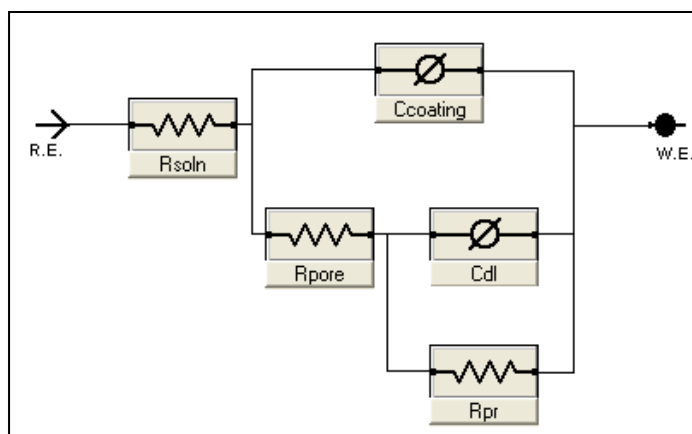 Ccoating
R.E.
Rsoln
W.E.
Rpore
Cdl
Rpr